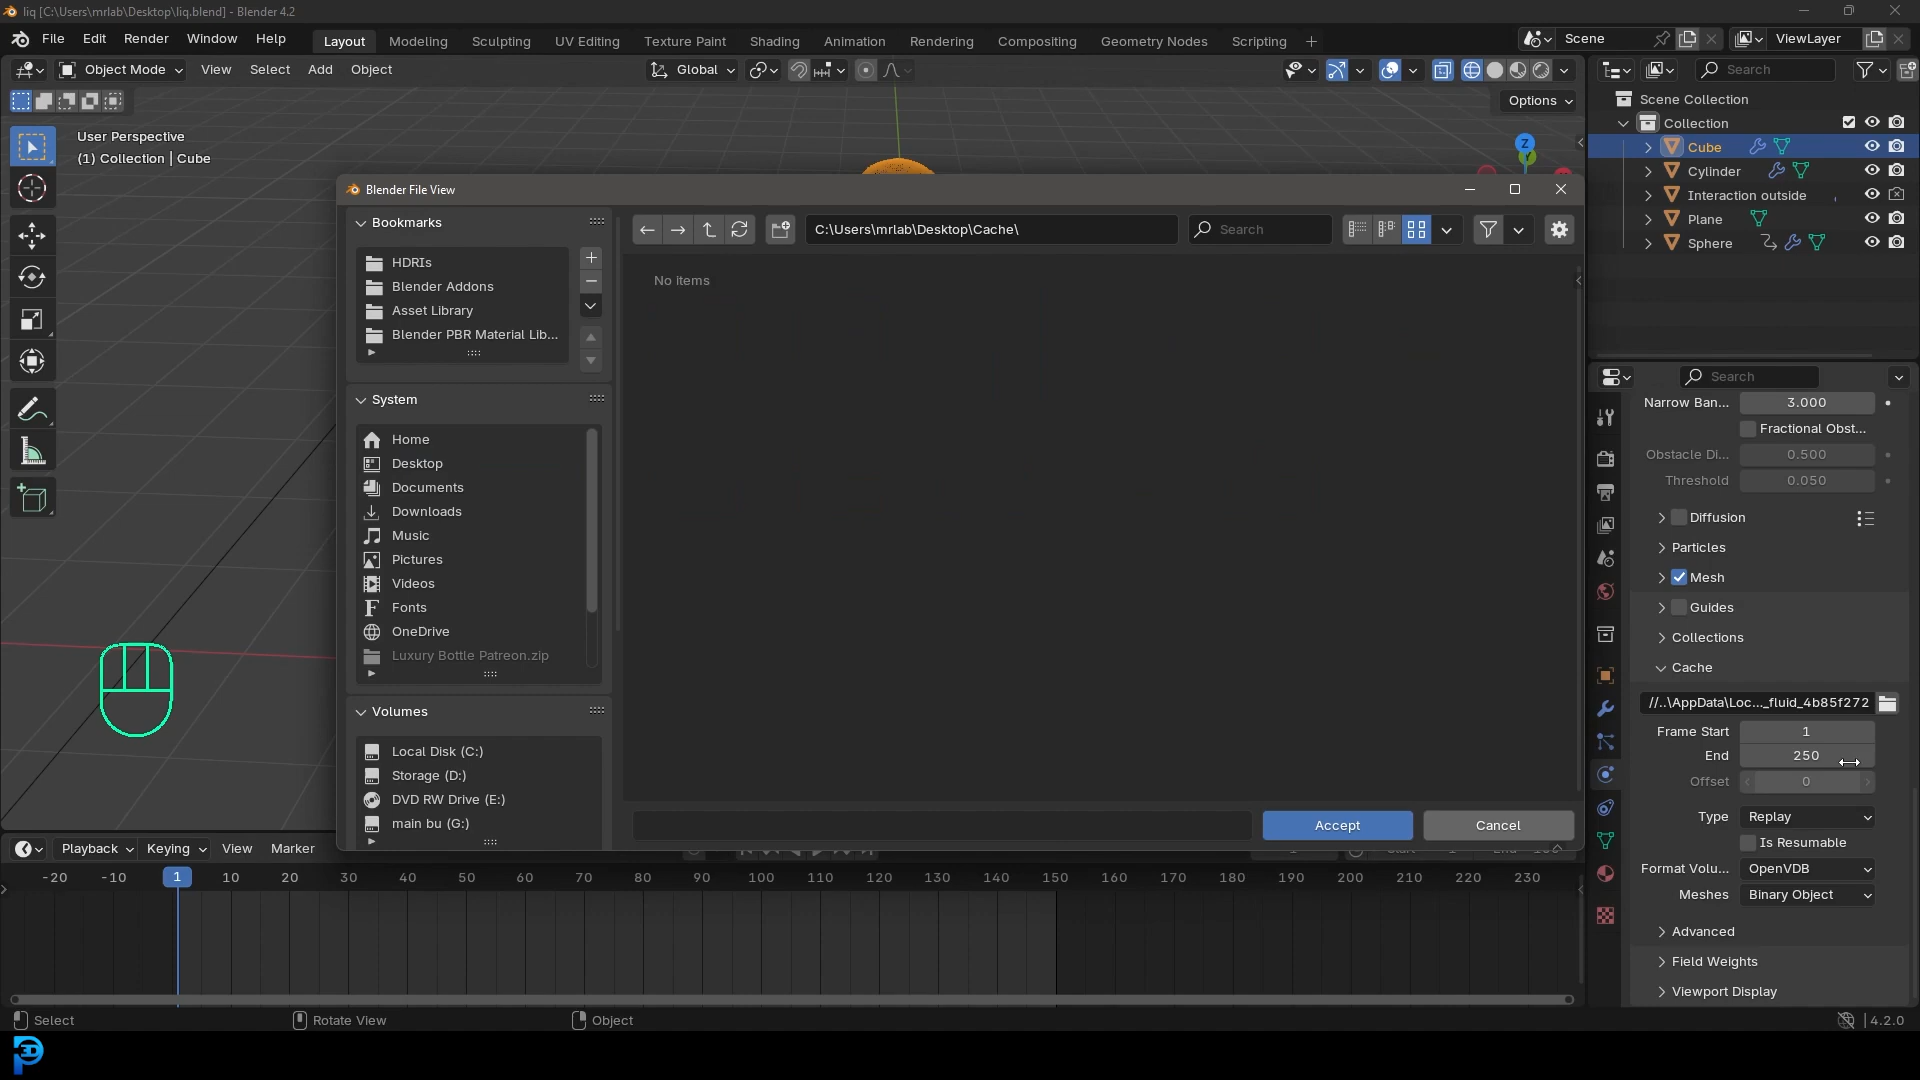 liq [C:\Users\mrlab\Desktop\liq.blend] - Blender 4.2
File Edit Render Window Help
Layout Modeling Sculpting UV Editing Texture Paint Shading Animation Rendering Compositing Geometry Nodes Scripting +
Scene ViewLayer
Object Mode View Select Add Object
Global
Search
Options
User Perspective
(1) Collection | Cube
Z
Y
Scene Collection
Collection
Cube
Cylinder
Interaction outside
Plane
Sphere
Blender File View
Bookmarks
C:\Users\mrlab\Desktop\Cache\
Search
HDRIs
Blender Addons
Asset Library
Blender PBR Material Lib...
No items
System
Home
Desktop
Documents
Downloads
Music
Pictures
Videos
Fonts
OneDrive
Luxury Bottle Patreon.zip
Volumes
Local Disk (C:)
Storage (D:)
DVD RW Drive (E:)
main bu (G:)
Accept Cancel
Search
Narrow Ban... 3.000
Fractional Obst...
Obstacle Di... 0.500
Threshold 0.050
Diffusion
Particles
Mesh
Guides
Collections
Cache
//..\AppData\Loc..._fluid_4b85f272
Frame Start 1
End 250
Offset 0
Type Replay
Is Resumable
Format Volu... OpenVDB
Meshes Binary Object
Advanced
Field Weights
Viewport Display
Playback Keying View Marker
-20 -10 1 10 20 30 40 50 60 70 80 90 100 110 120 130 140 150 160 170 180 190 200 210 220 230
Select Rotate View Object
4.2.0